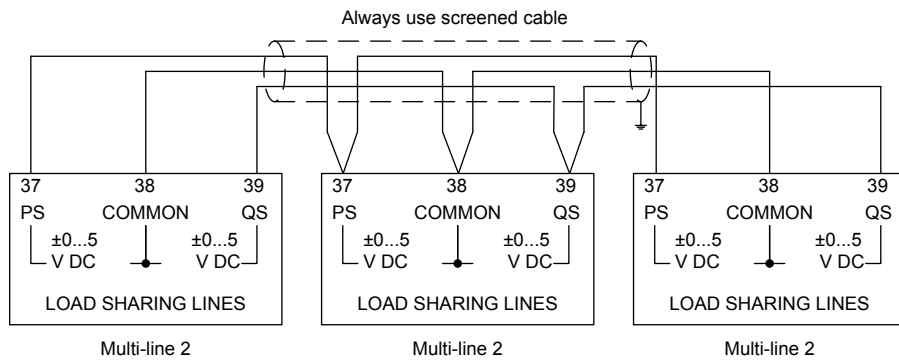 Always use screened cable
37 38 39 37 38 39 37 38 39
PS COMMON QS PS COMMON QS PS COMMON QS
±0...5 ±0...5 ±0...5 ±0...5 ±0...5 ±0...5
V DC V DC V DC V DC V DC V DC
LOAD SHARING LINES LOAD SHARING LINES LOAD SHARING LINES
Multi-line 2 Multi-line 2 Multi-line 2